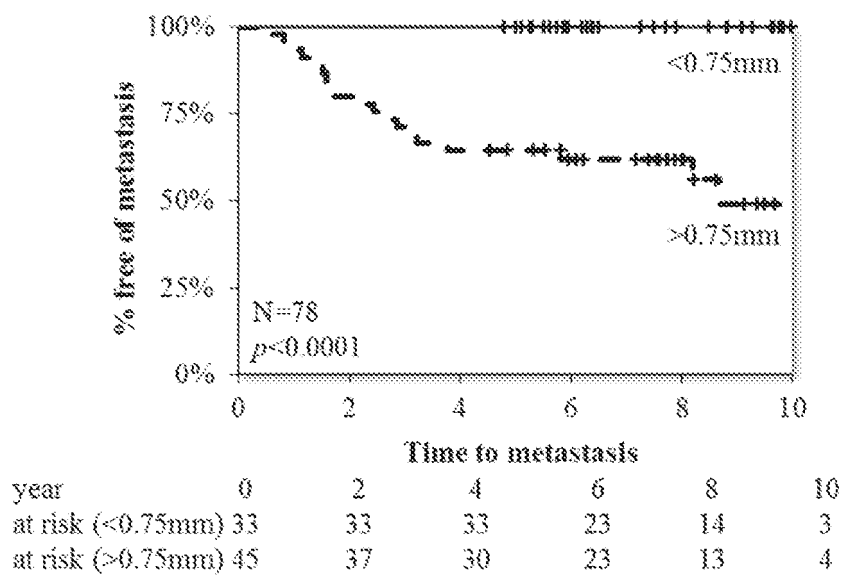 100%
75%
50%
25%
0%
% free of metastasis
<0.75mm
>0.75mm
N=78
p<0.0001
0 2 4 6 8 10
Time to metastasis
year 0 2 4 6 8 10
at risk (<0.75mm) 33 33 33 23 14 3
at risk (>0.75mm) 45 37 30 23 13 4